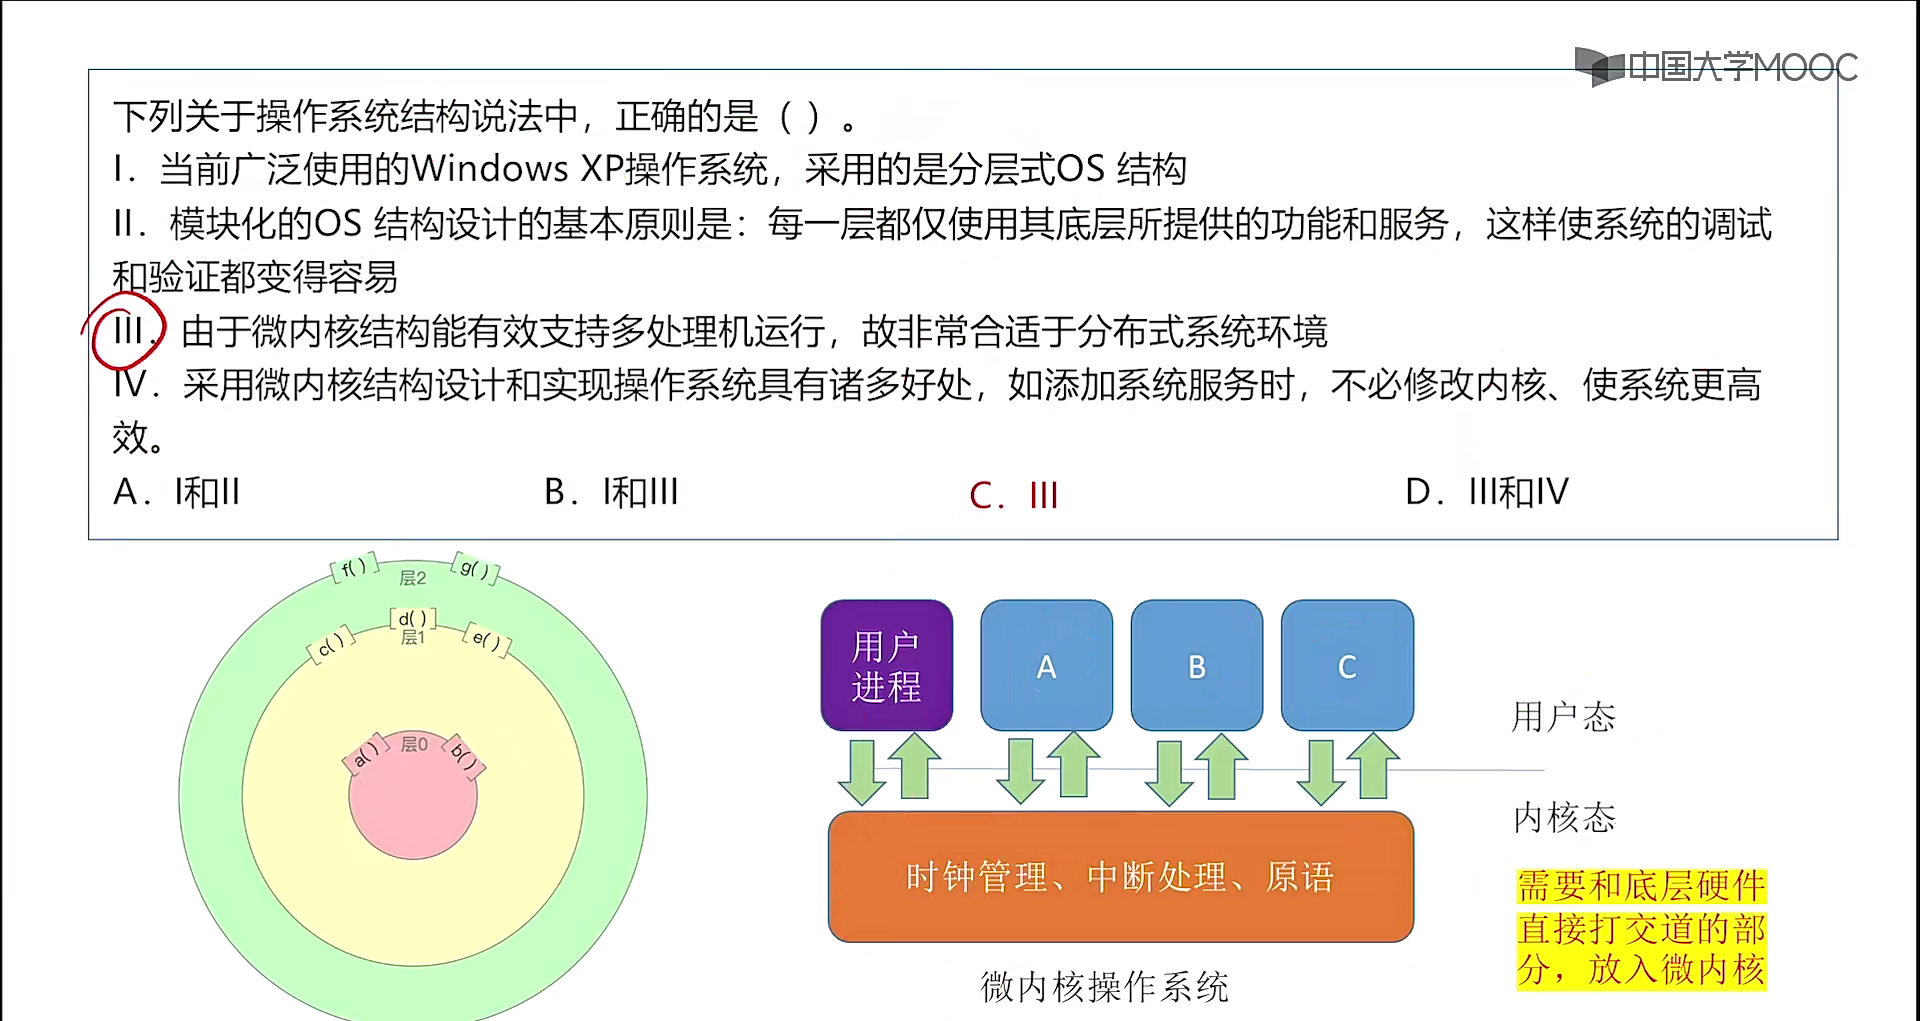 中国大学MOOC
下列关于操作系统结构说法中，正确的是（ ）。
I．当前广泛使用的Windows XP操作系统，采用的是分层式OS 结构
II．模块化的OS 结构设计的基本原则是：每一层都仅使用其底层所提供的功能和服务，这样使系统的调试
和验证都变得容易
III．由于微内核结构能有效支持多处理机运行，故非常合适于分布式系统环境
IV．采用微内核结构设计和实现操作系统具有诸多好处，如添加系统服务时，不必修改内核、使系统更高
效。
A．I和II B．I和III C．III D．III和IV
f( ) 层2 g( )
c( ) d( ) 层1 e( )
a( ) 层0 b( )
用户
进程
A
B
C
用户态
内核态
时钟管理、中断处理、原语
微内核操作系统
需要和底层硬件
直接打交道的部
分，放入微内核